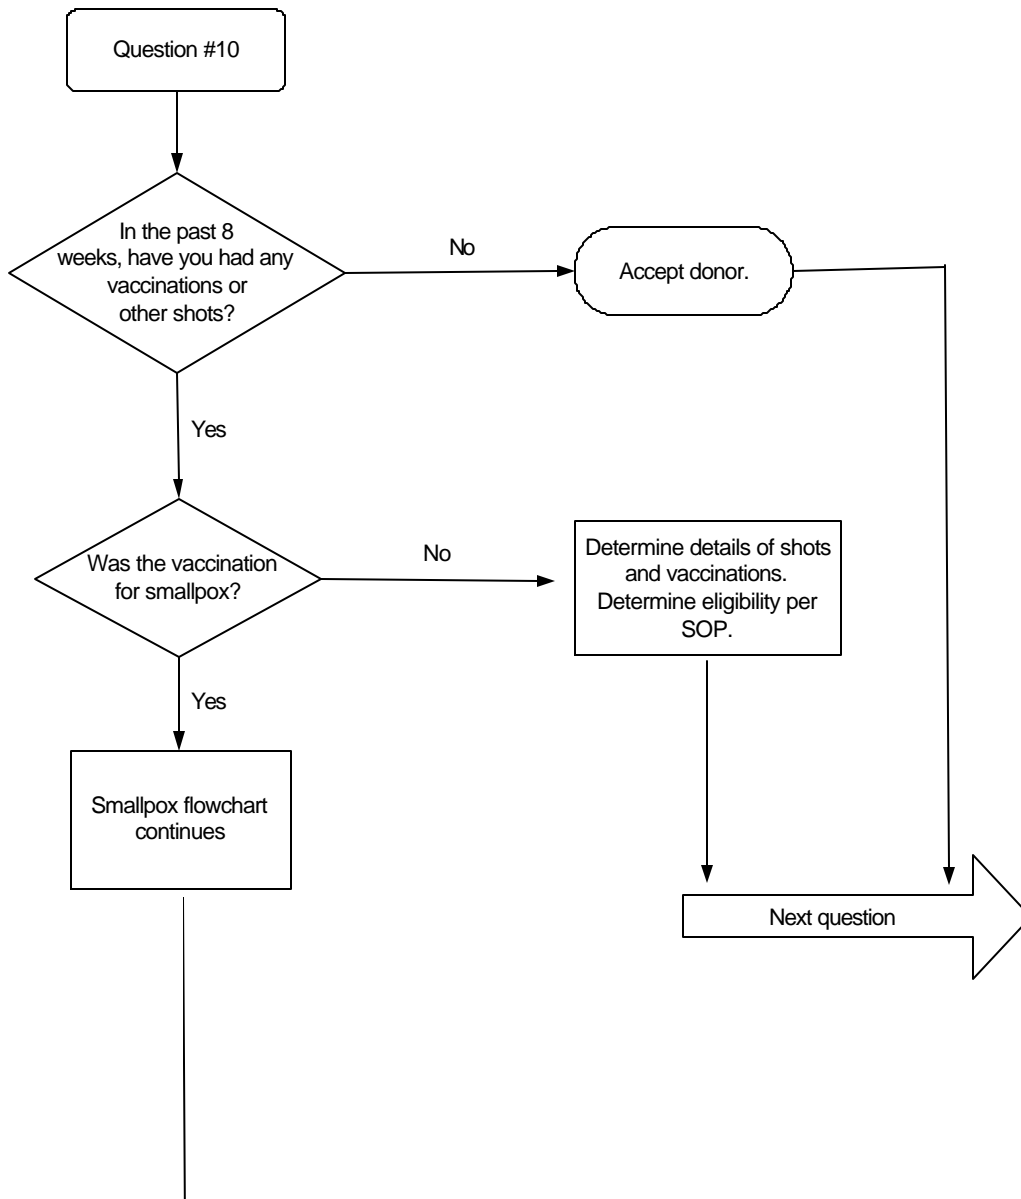 Question #10
In the past 8
weeks, have you had any
vaccinations or
other shots?
No
Accept donor.
Yes
Was the vaccination
for smallpox?
No
Determine details of shots
and vaccinations.
Determine eligibility per
SOP.
Yes
Smallpox flowchart
continues
Next question